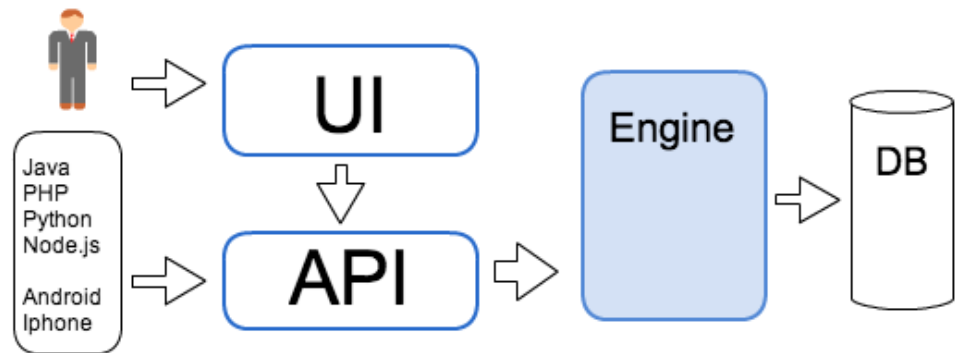 UI
Java
PHP
Python
Node.js
Android
Iphone
API
Engine
DB